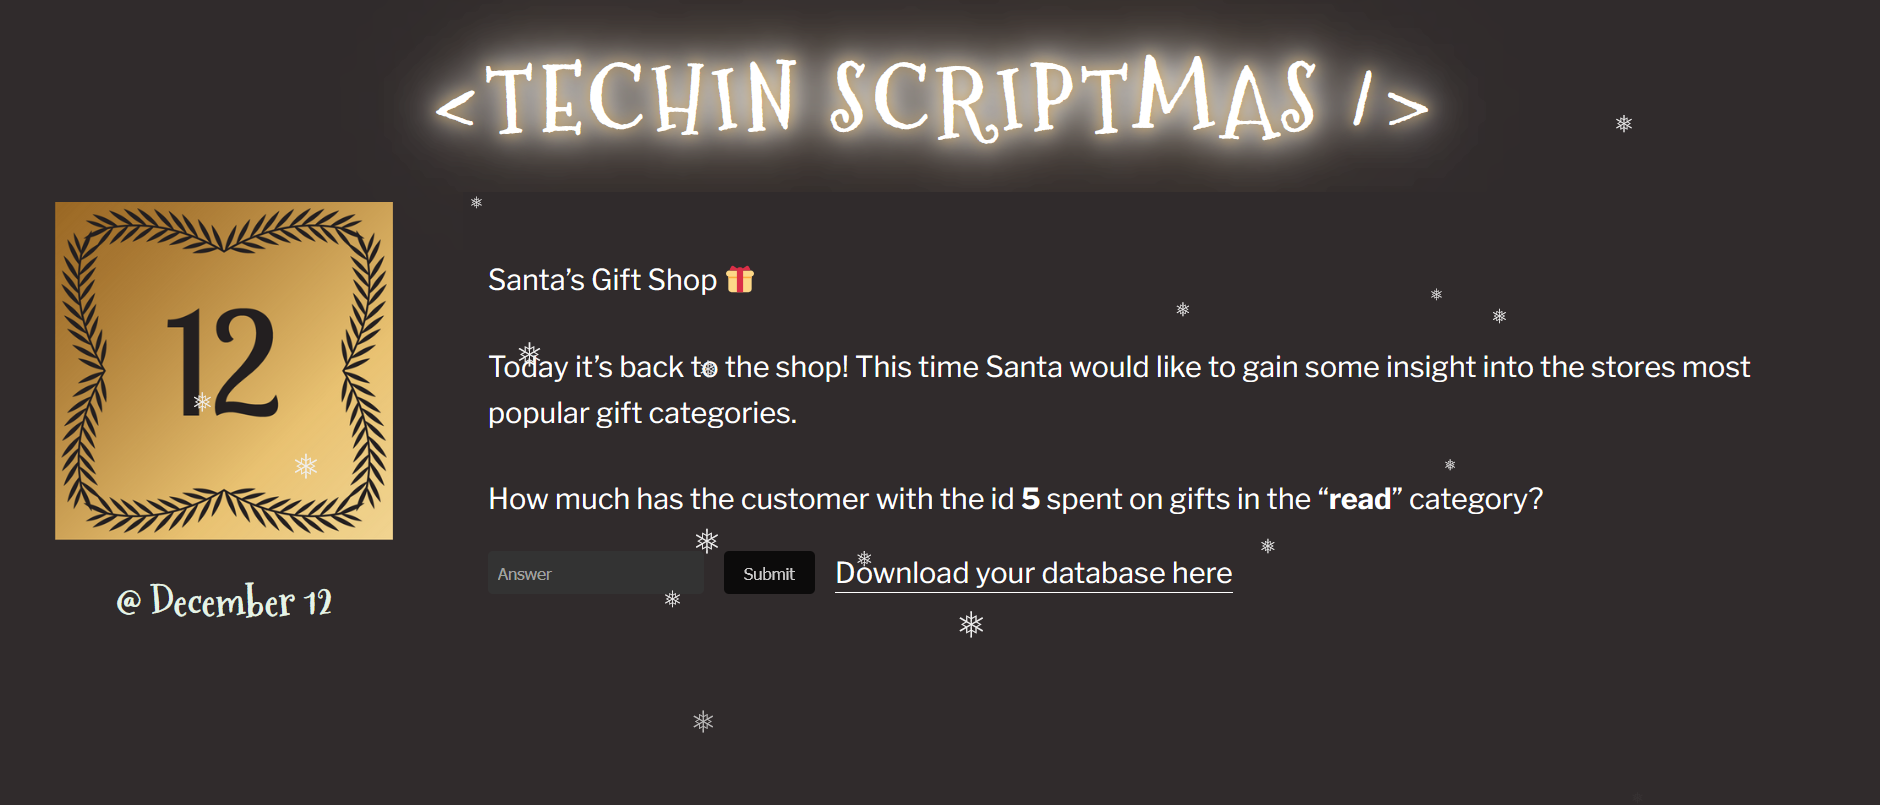 <TECHIN SCRIPTMAS />
12
@ December 12
Santa’s Gift Shop 🎁
Today it’s back to the shop! This time Santa would like to gain some insight into the stores most
popular gift categories.
How much has the customer with the id 5 spent on gifts in the “read” category?
Answer
Submit
Download your database here